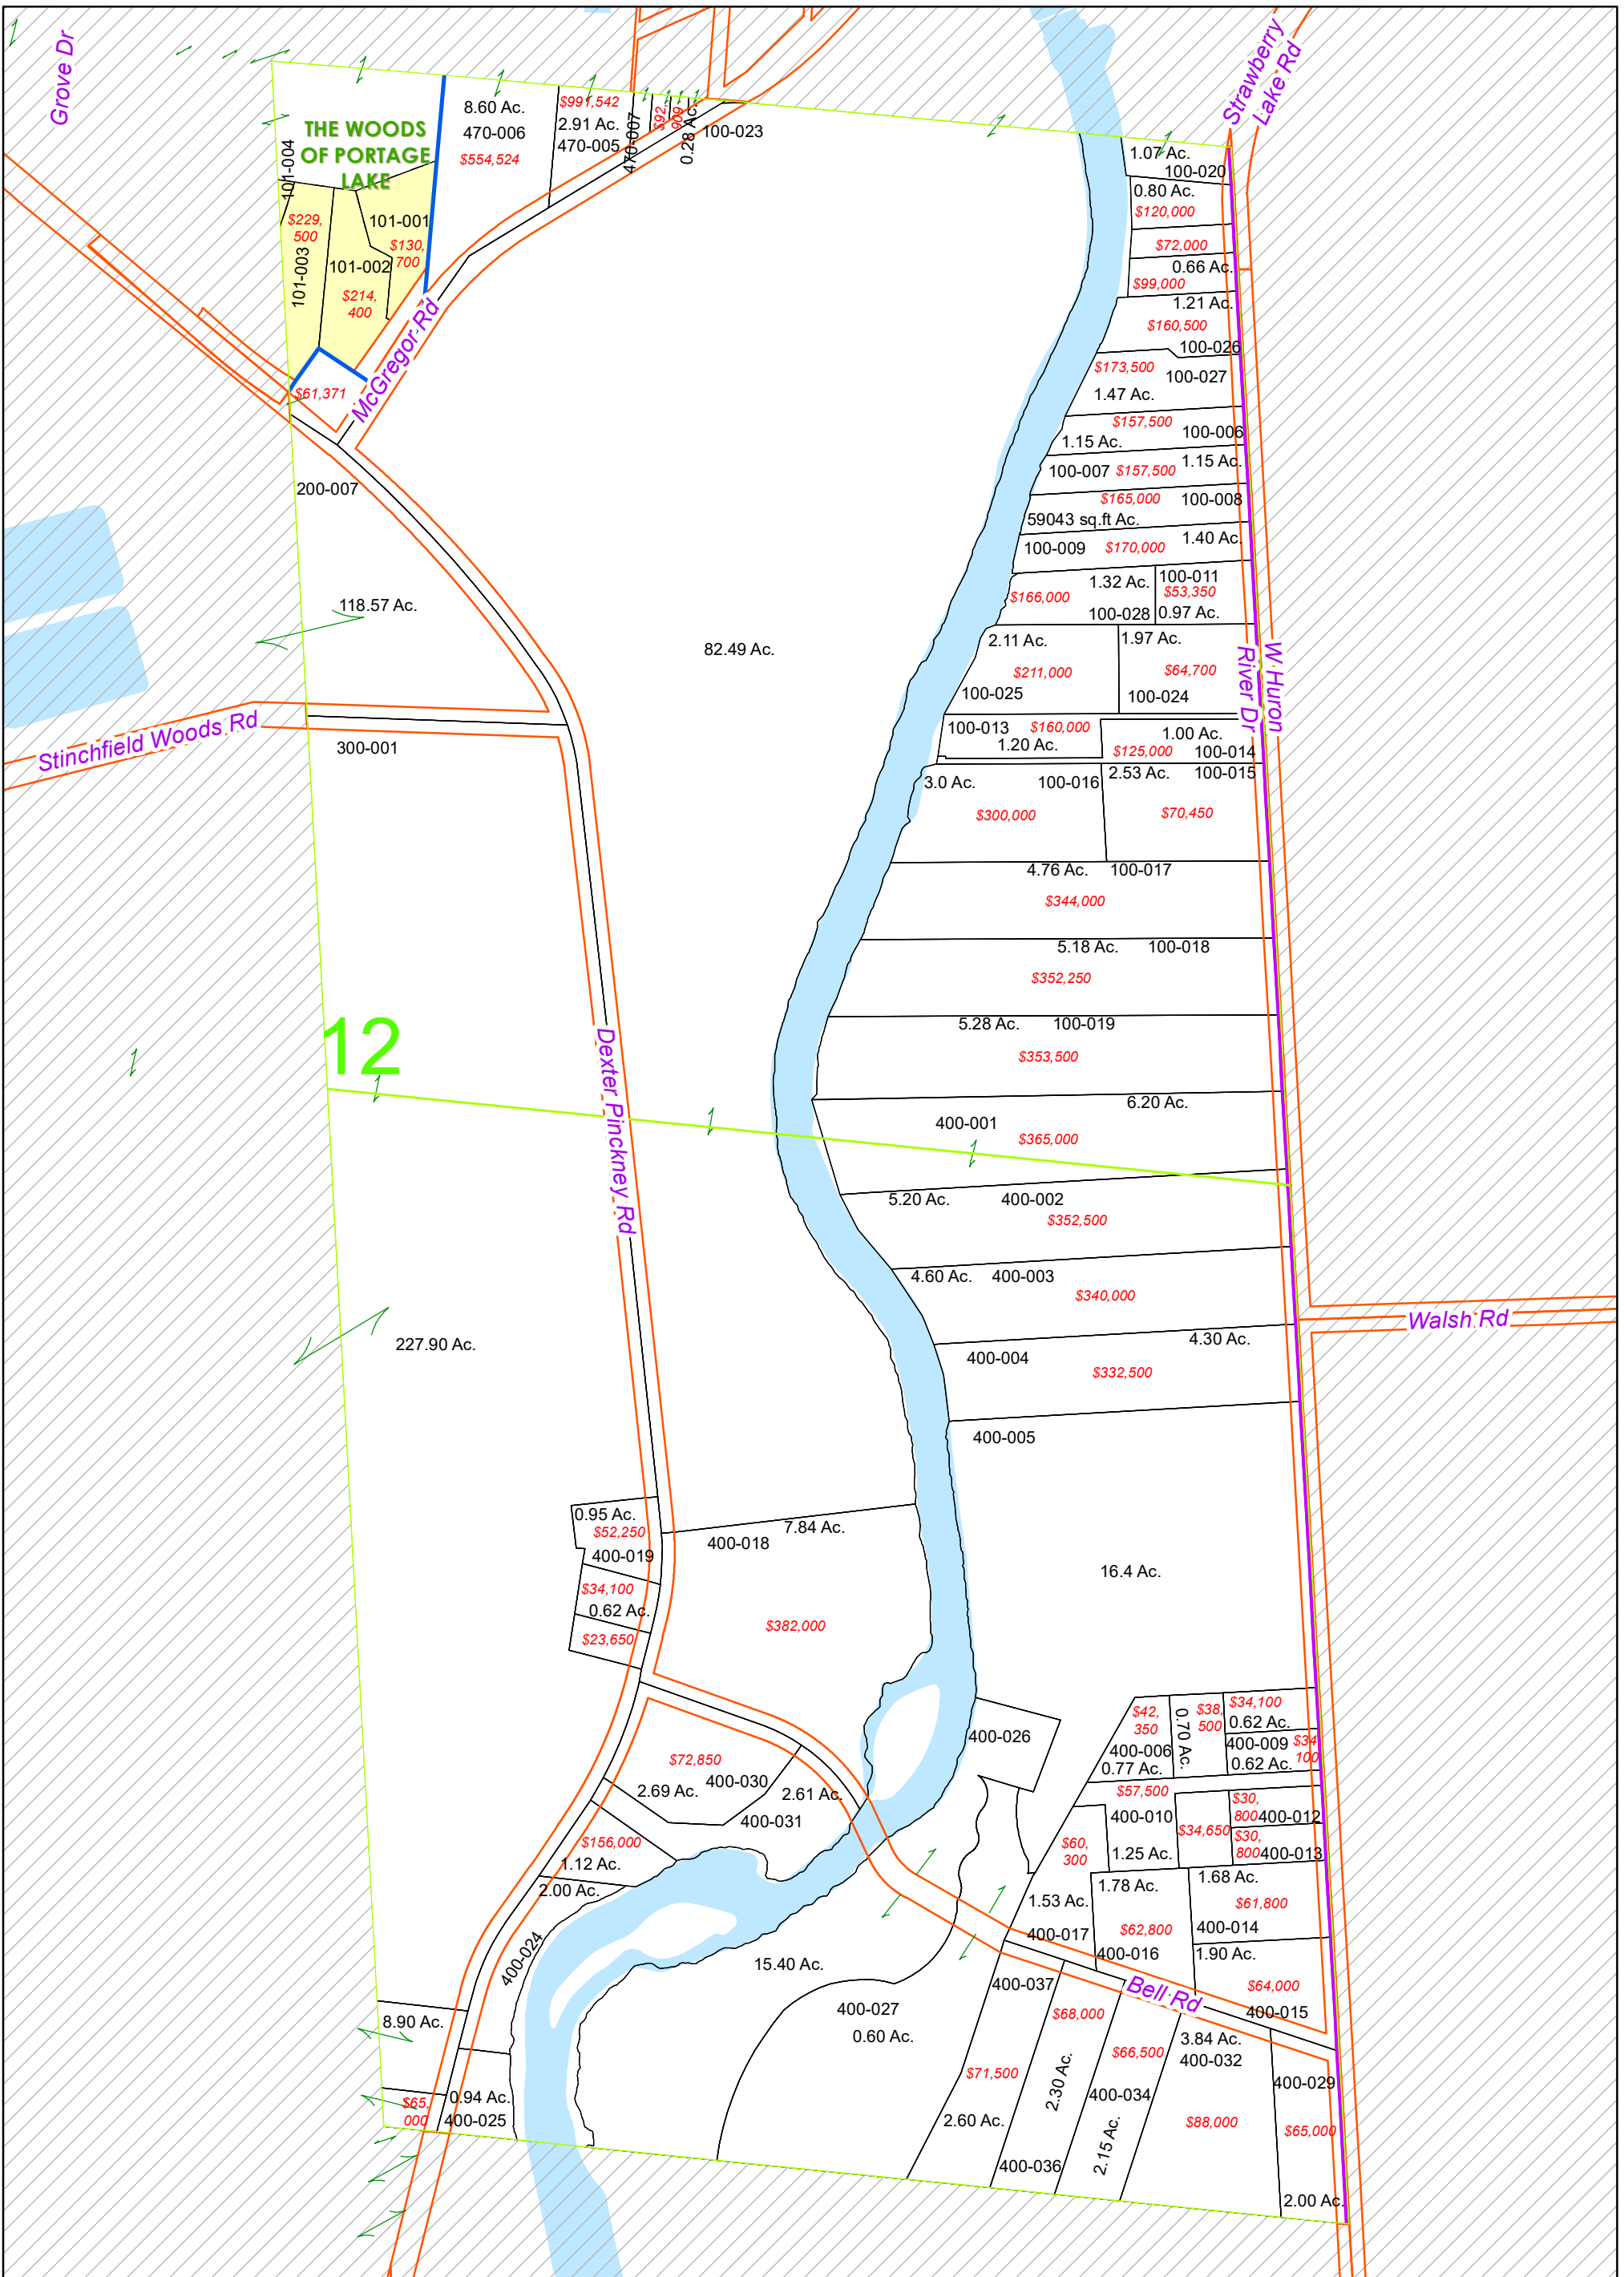 Grove Dr
Strawberry
Lake Rd
THE WOODS
OF PORTAGE
LAKE
101-004
8.60 Ac.
470-006
$554,524
$991,542
2.91 Ac.
470-005
470-007
$92,
909
0.28 Ac.
100-023
1.07 Ac.
100-020
0.80 Ac.
$120,000
$72,000
0.66 Ac.
$99,000
1.21 Ac.
$160,500
100-026
$229,
500
101-003
101-002
$214,
400
101-001
$130,
700
$61,371
McGregor Rd
$173,500
100-027
1.47 Ac.
$157,500
100-006
1.15 Ac.
100-007
$157,500
1.15 Ac.
200-007
$165,000
100-008
59043 sq.ft Ac.
100-009
$170,000
1.40 Ac.
1.32 Ac.
$166,000
100-028
100-011
$53,350
0.97 Ac.
118.57 Ac.
82.49 Ac.
2.11 Ac.
$211,000
100-025
1.97 Ac.
$64,700
100-024
W Huron
River Dr
Stinchfield Woods Rd
300-001
100-013
$160,000
1.20 Ac.
1.00 Ac.
$125,000
100-014
3.0 Ac.
100-016
$300,000
2.53 Ac.
100-015
$70,450
4.76 Ac.
100-017
$344,000
5.18 Ac.
100-018
$352,250
12
Dexter Pinckney Rd
5.28 Ac.
100-019
$353,500
6.20 Ac.
400-001
$365,000
5.20 Ac.
400-002
$352,500
4.60 Ac.
400-003
$340,000
Walsh Rd
227.90 Ac.
4.30 Ac.
400-004
$332,500
400-005
16.4 Ac.
0.95 Ac.
$52,250
400-019
$34,100
0.62 Ac.
$23,650
400-018
7.84 Ac.
$382,000
400-026
$42,
350
400-006
0.77 Ac.
0.70 Ac.
$38,
500
$34,100
0.62 Ac.
400-009
$34,
100
0.62 Ac.
$72,850
2.69 Ac.
400-030
2.61 Ac.
400-031
$57,500
400-010
1.25 Ac.
$34,650
$30,
800
400-012
$30,
800
400-013
$60,
300
$156,000
1.12 Ac.
2.00 Ac.
400-024
1.53 Ac.
400-017
1.78 Ac.
$62,800
400-016
1.68 Ac.
$61,800
400-014
1.90 Ac.
$64,000
400-015
Bell Rd
15.40 Ac.
400-027
0.60 Ac.
400-037
$71,500
2.60 Ac.
$68,000
2.30 Ac.
400-036
$66,500
400-034
2.15 Ac.
3.84 Ac.
400-032
$88,000
400-029
$65,000
2.00 Ac.
8.90 Ac.
$65,
000
0.94 Ac.
400-025